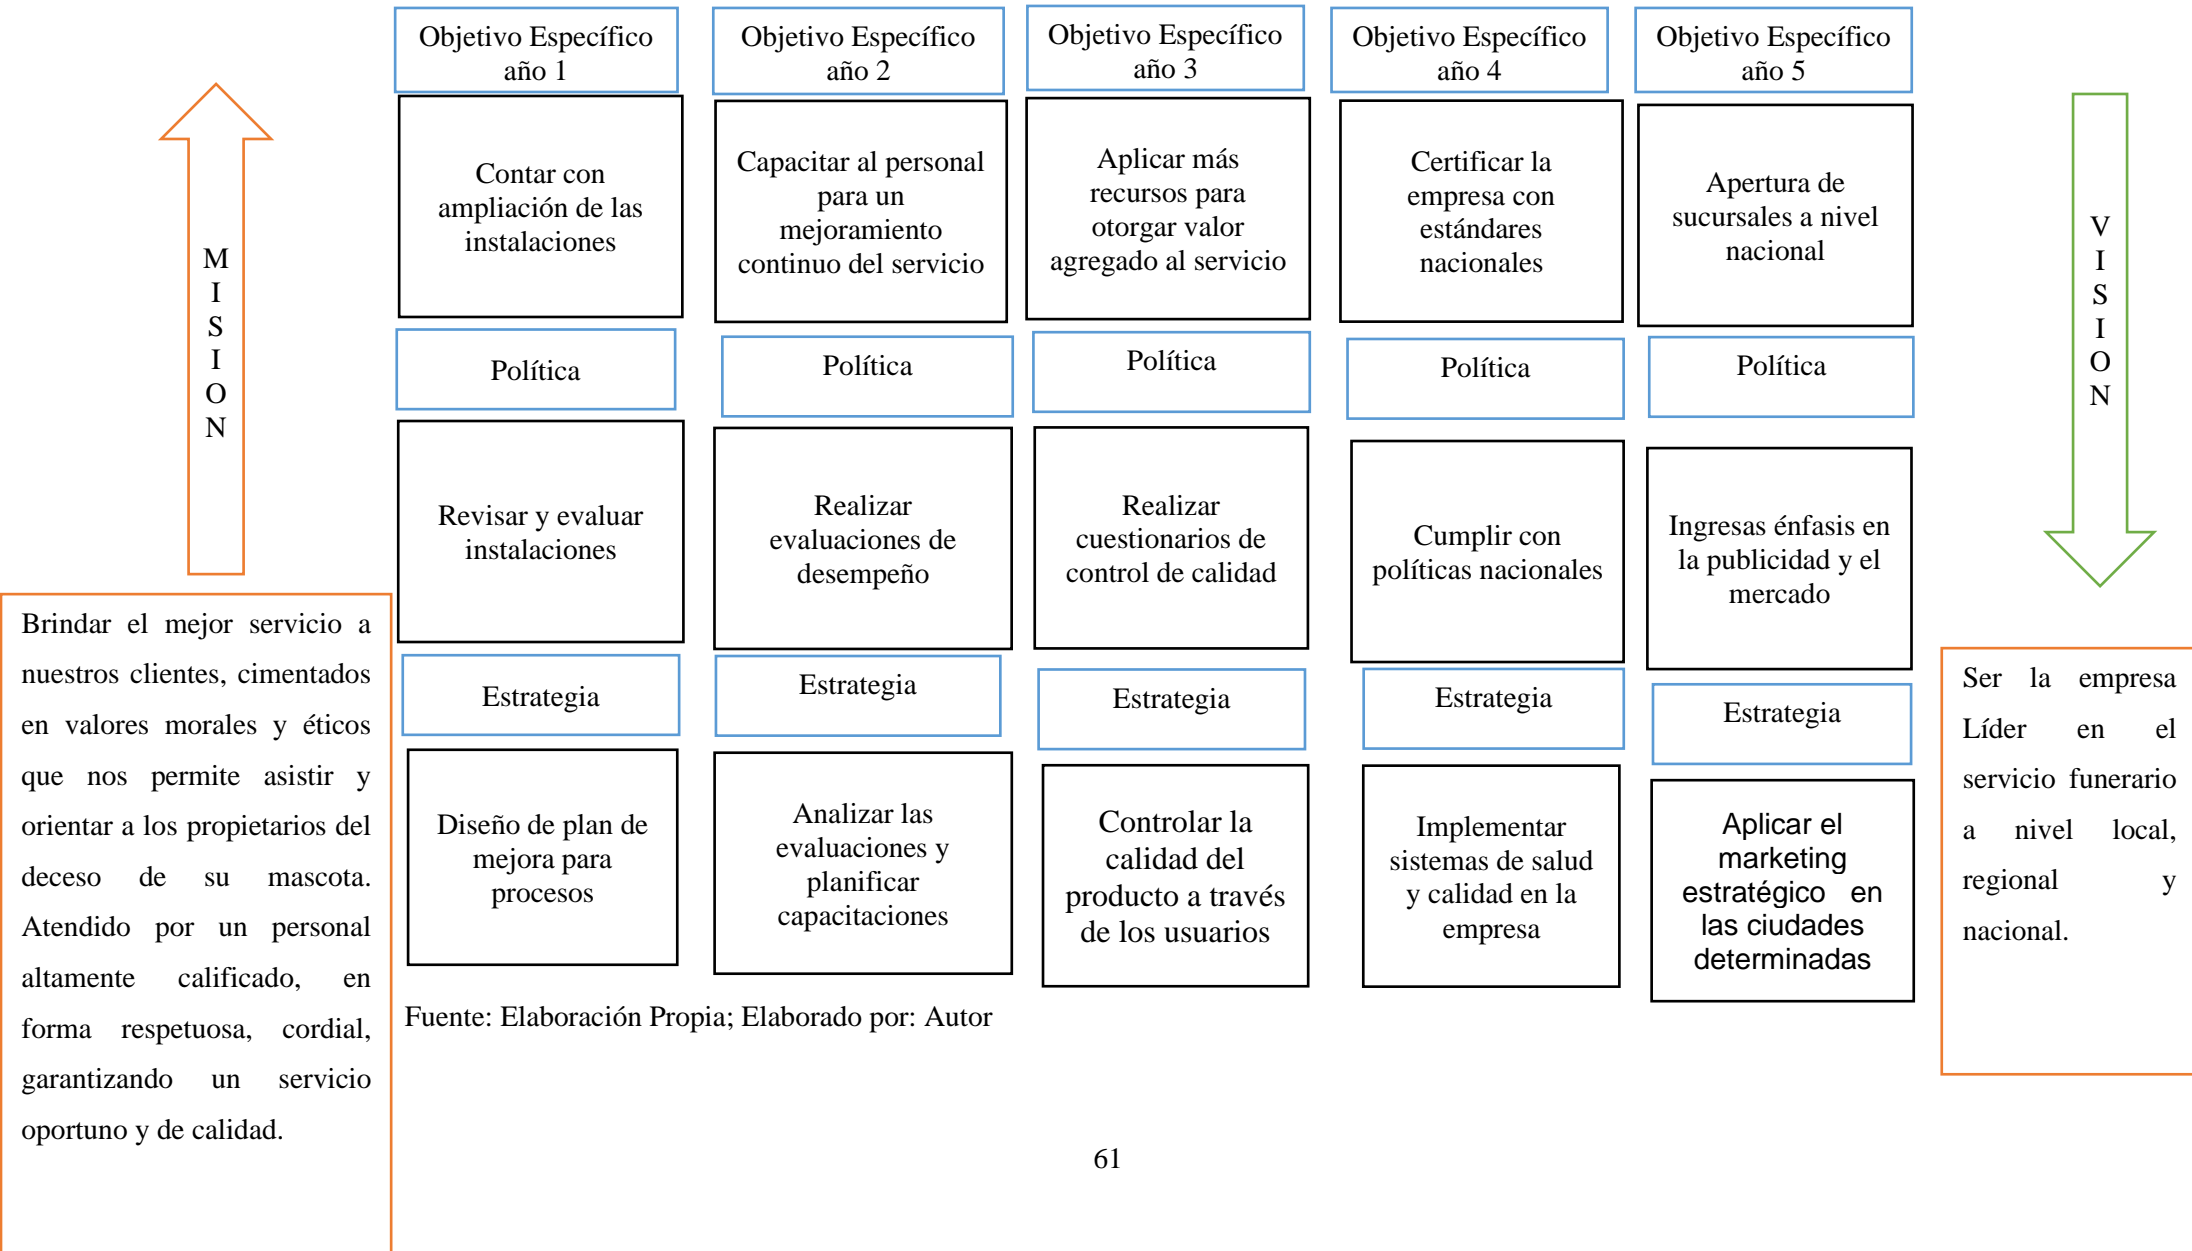 Objetivo Específico
año 1
Objetivo Específico
año 2
Objetivo Específico
año 3
Objetivo Específico
año 4
Objetivo Específico
año 5
M
I
S
I
O
N
Contar con
ampliación de las
instalaciones
Capacitar al personal
para un
mejoramiento
continuo del servicio
Aplicar más
recursos para
otorgar valor
agregado al servicio
Certificar la
empresa con
estándares
nacionales
Apertura de
sucursales a nivel
nacional
V
I
S
I
O
N
Política
Política
Política
Política
Política
Revisar y evaluar
instalaciones
Realizar
evaluaciones de
desempeño
Realizar
cuestionarios de
control de calidad
Cumplir con
políticas nacionales
Ingresas énfasis en
la publicidad y el
mercado
Estrategia
Estrategia
Estrategia
Estrategia
Estrategia
Diseño de plan de
mejora para
procesos
Analizar las
evaluaciones y
planificar
capacitaciones
Controlar la
calidad del
producto a través
de los usuarios
Implementar
sistemas de salud
y calidad en la
empresa
Aplicar el
marketing
estratégico en
las ciudades
determinadas
Brindar el mejor servicio a
nuestros clientes, cimentados
en valores morales y éticos
que nos permite asistir y
orientar a los propietarios del
deceso de su mascota.
Atendido por un personal
altamente calificado, en
forma respetuosa, cordial,
garantizando un servicio
oportuno y de calidad.
Ser la empresa
Líder en el
servicio funerario
a nivel local,
regional y
nacional.
Fuente: Elaboración Propia; Elaborado por: Autor
61